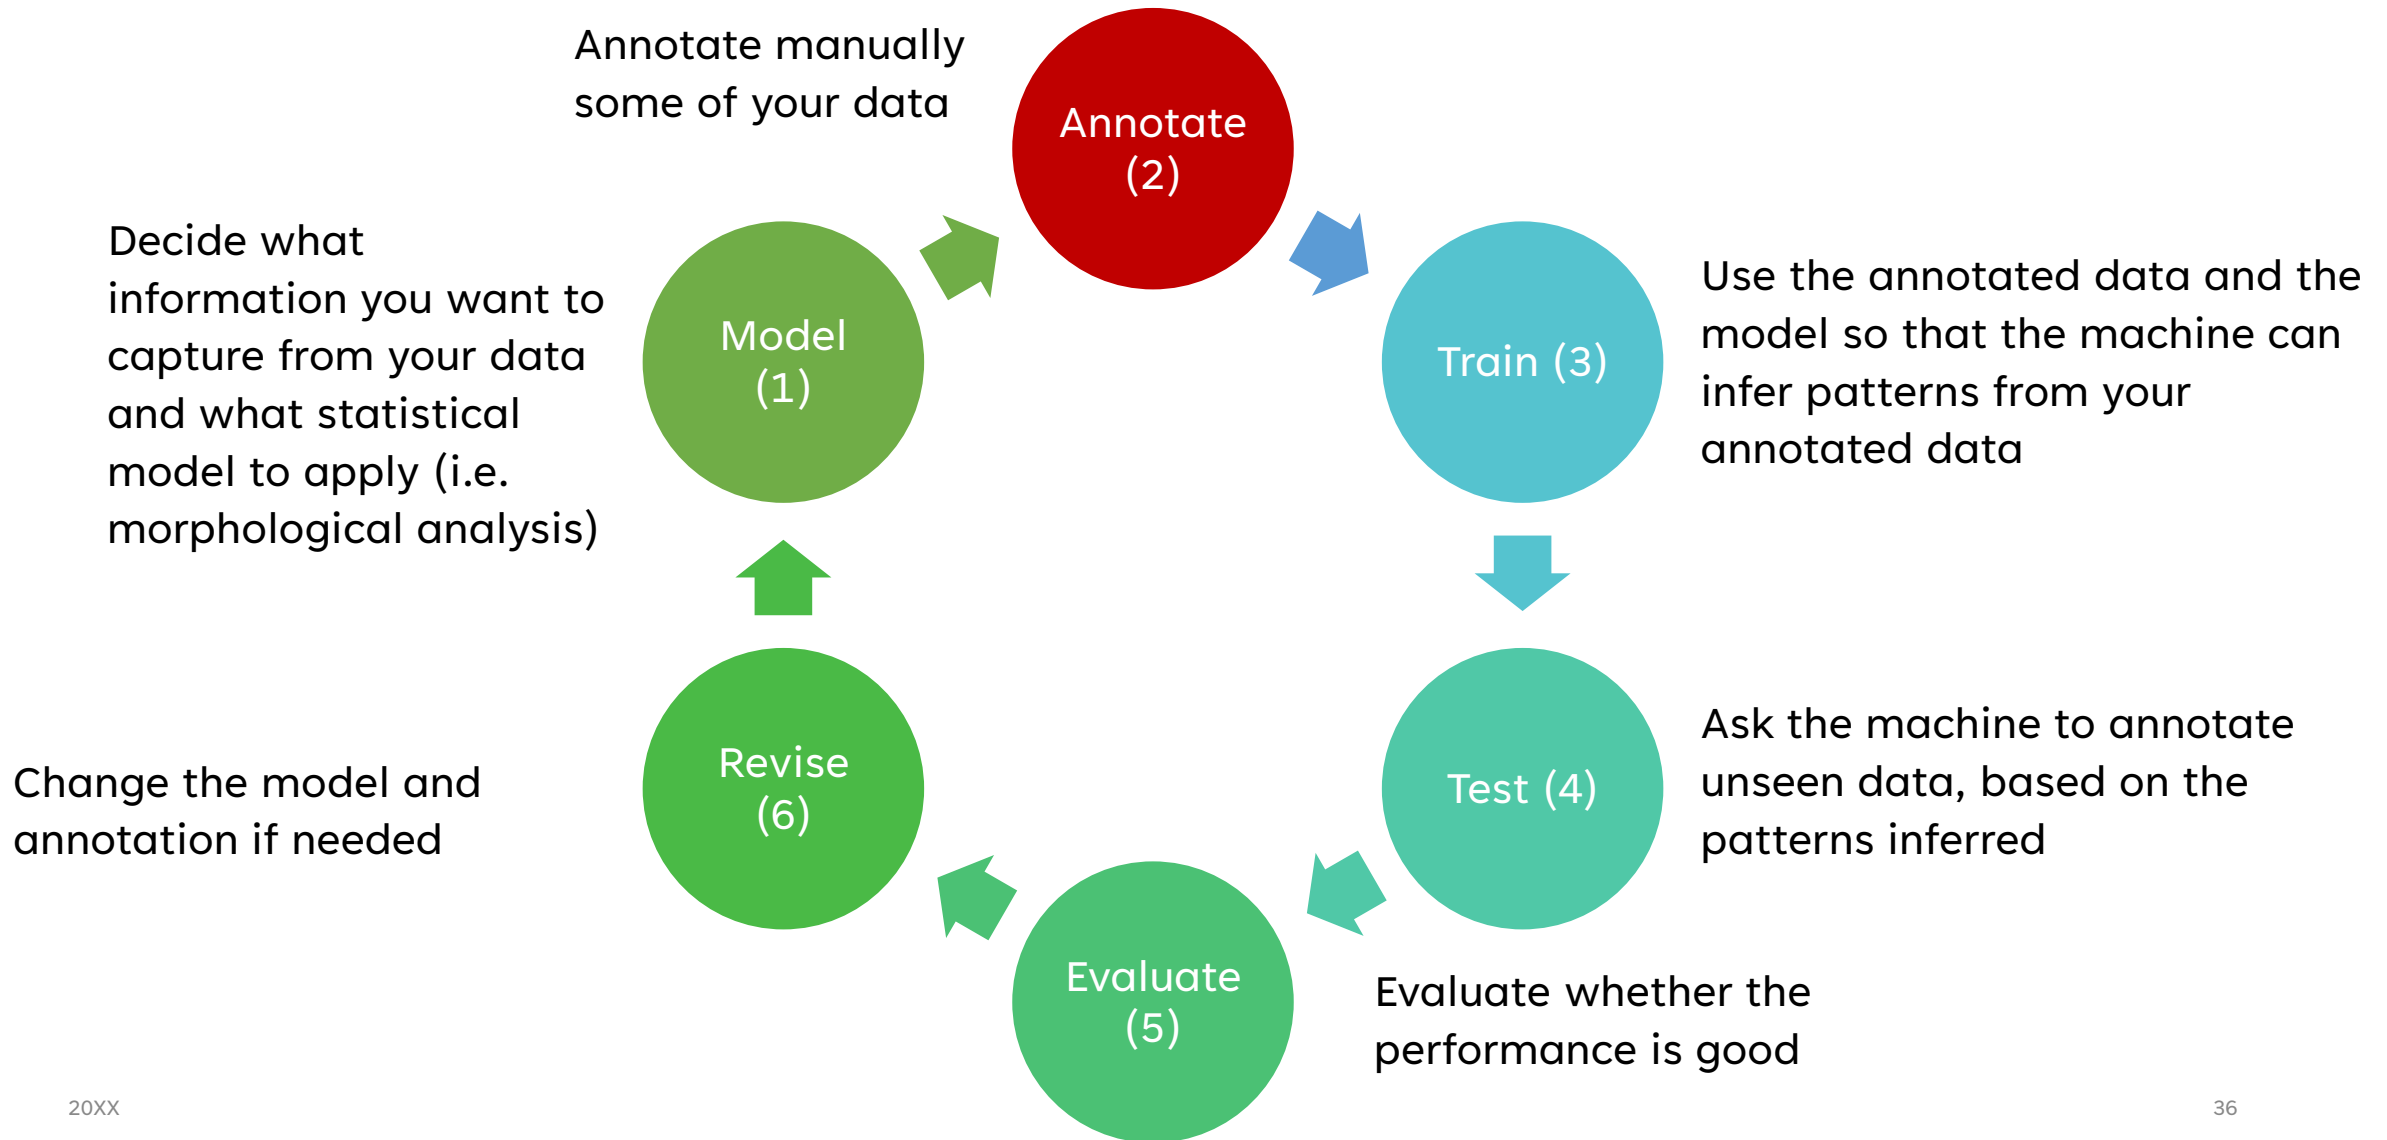 Annotate manually
some of your data
Annotate
(2)
Decide what
information you want to
capture from your data
and what statistical
model to apply (i.e.
morphological analysis)
Model
(1)
Train (3)
Use the annotated data and the
model so that the machine can
infer patterns from your
annotated data
Change the model and
annotation if needed
Revise
(6)
Test (4)
Ask the machine to annotate
unseen data, based on the
patterns inferred
Evaluate
(5)
Evaluate whether the
performance is good
20XX
36